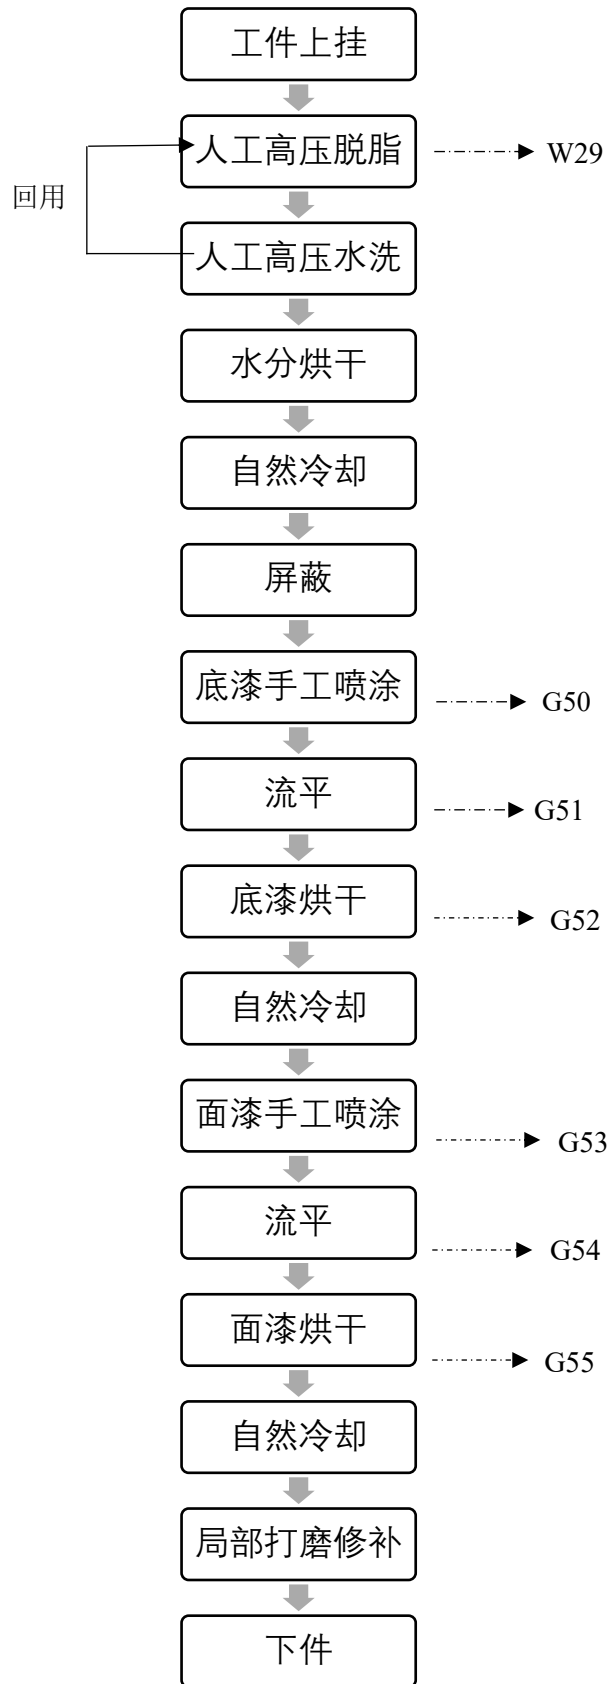 工件上挂
人工高压脱脂
W29
回用
人工高压水洗
水分烘干
自然冷却
屏蔽
底漆手工喷涂
G50
流平
G51
底漆烘干
G52
自然冷却
面漆手工喷涂
G53
流平
G54
面漆烘干
G55
自然冷却
局部打磨修补
下件